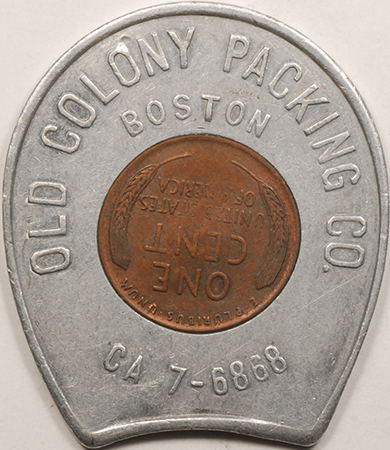 OLD COLONY PACKING CO.
BOSTON
E·PLURIBUS·UNUM
ONE
CENT
UNITED STATES
OF AMERICA
CA 7-6868